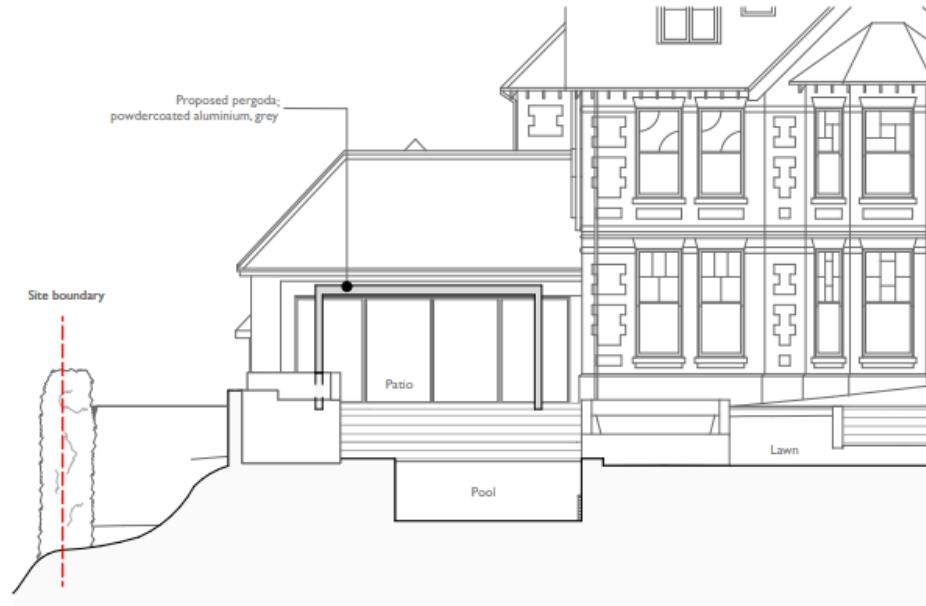 Proposed pergoda;
powdercoated aluminium, grey
Site boundary
Patio
Lawn
Pool